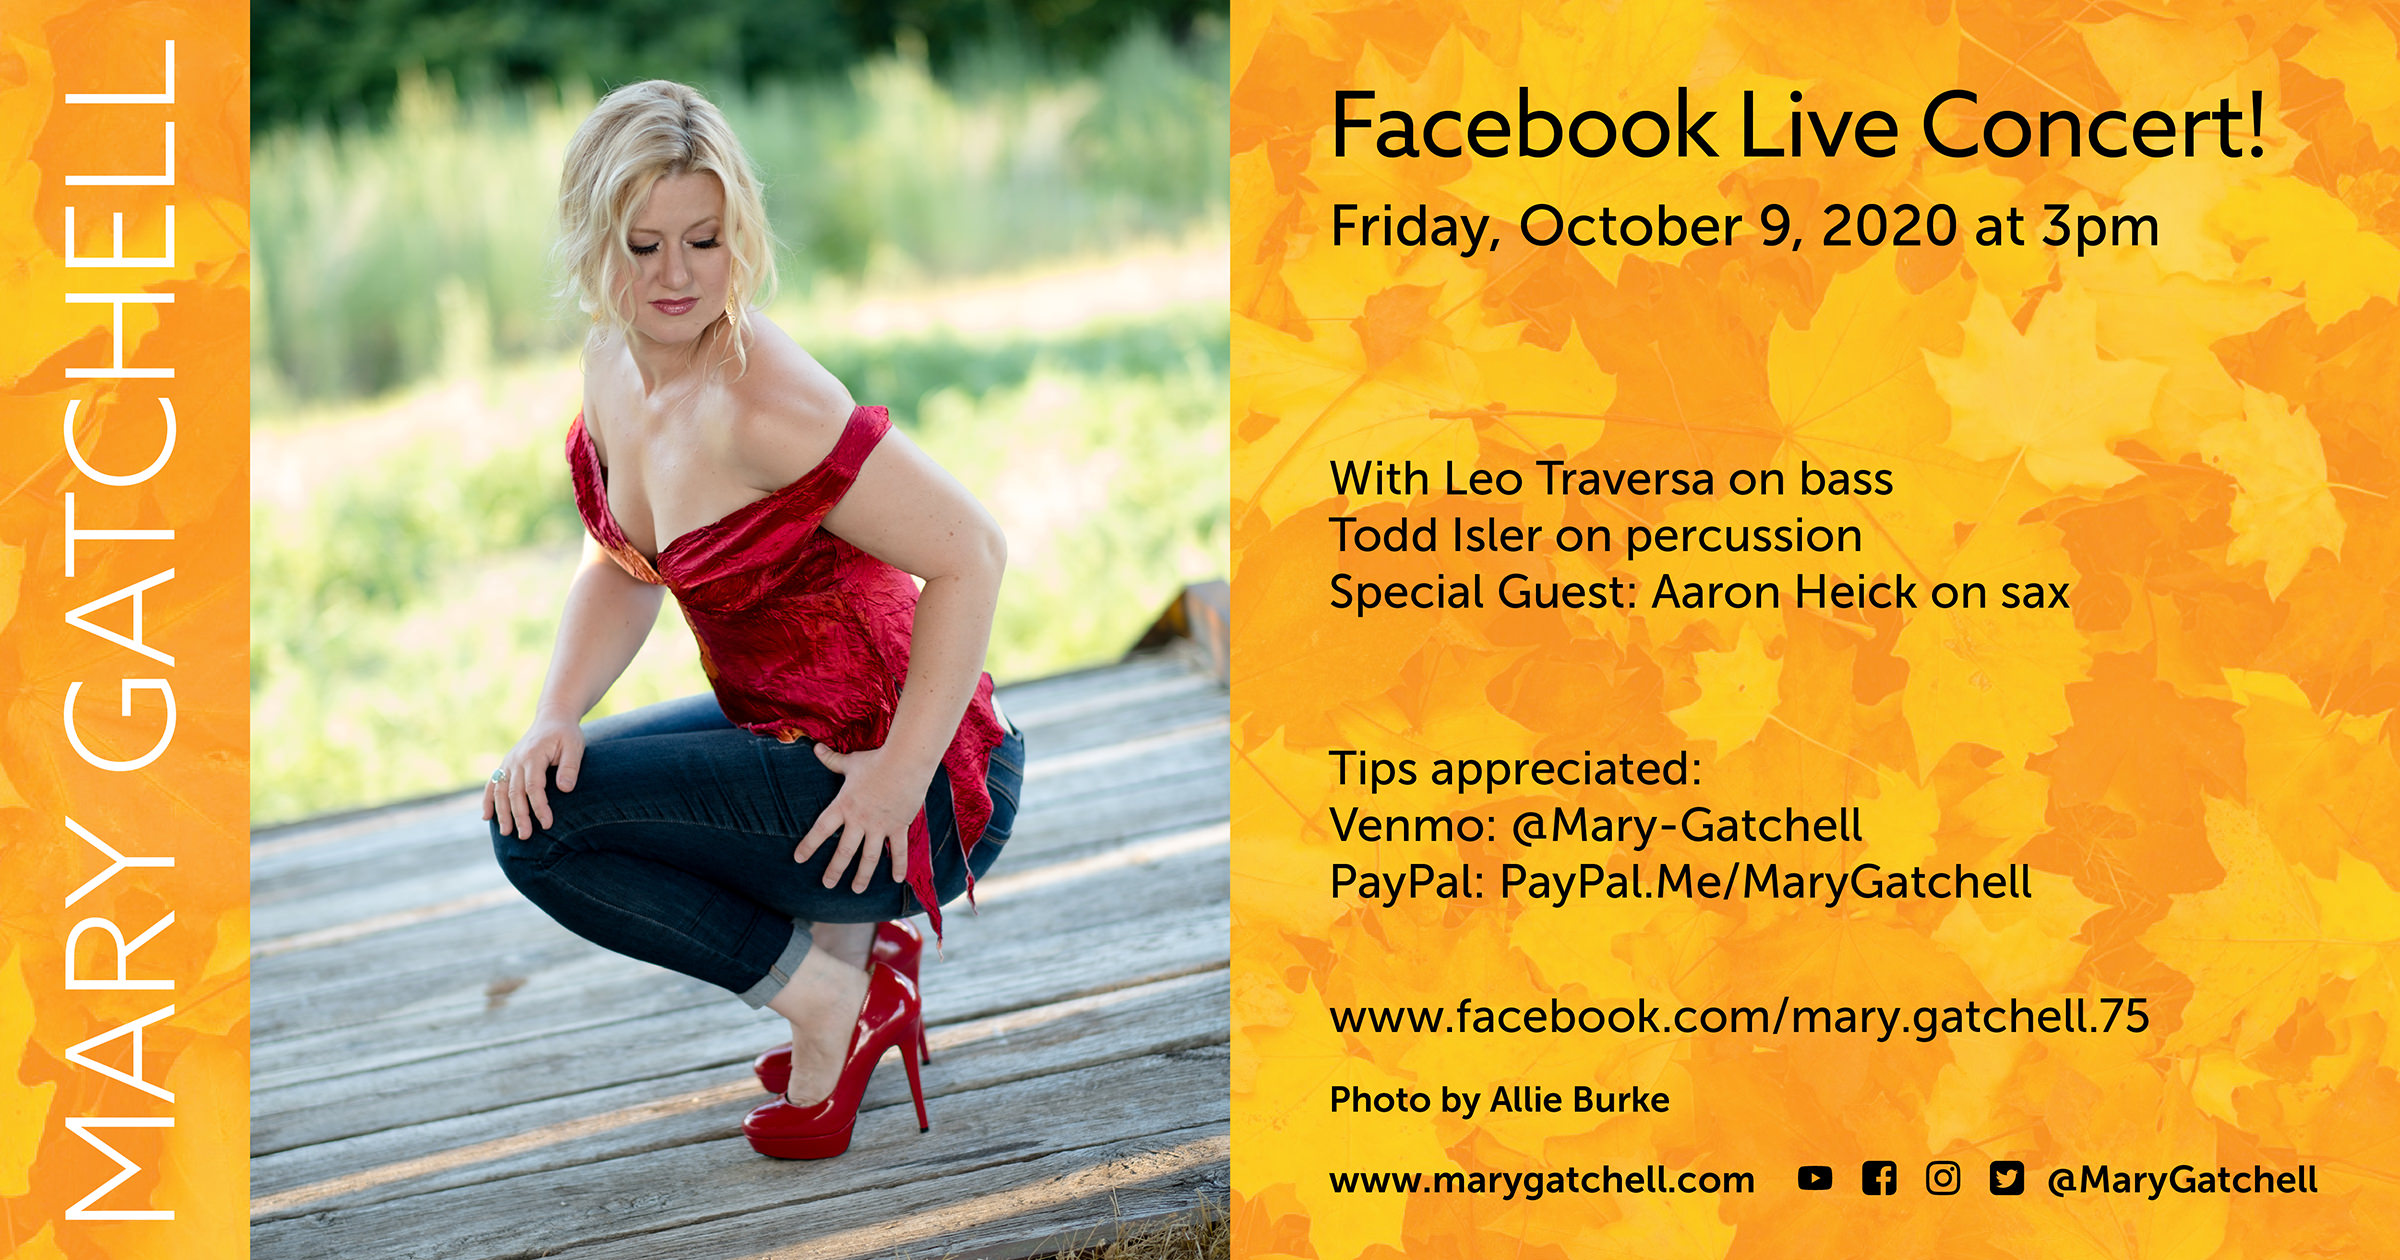 MARY GATCHELL
Facebook Live Concert!
Friday, October 9, 2020 at 3pm
With Leo Traversa on bass
Todd Isler on percussion
Special Guest: Aaron Heick on sax
Tips appreciated:
Venmo: @Mary-Gatchell
PayPal: PayPal.Me/MaryGatchell
www.facebook.com/mary.gatchell.75
Photo by Allie Burke
www.marygatchell.com @MaryGatchell